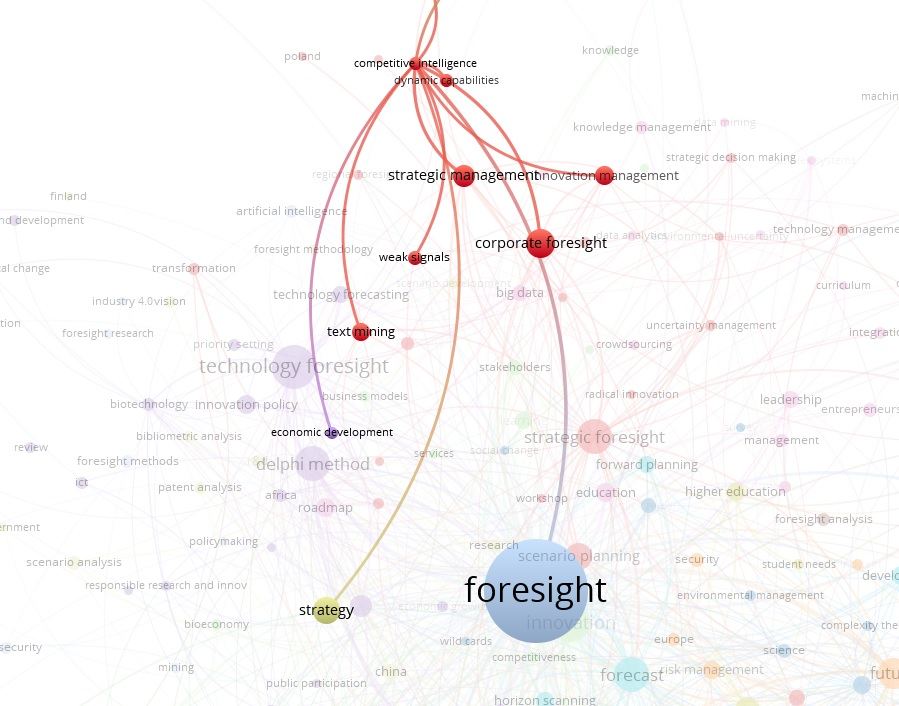 poland
knowledge
competitive intelligence
dynamic capabilities
machin
knowledge management
data mining
strategic decision making
strategic management
innovation management
finland
artificial intelligence
nd development
technology manageme
corporate foresight
data analytics
environmental uncertainty
foresight methodology
weak signals
al change
transformation
scenario development
curriculum
technology forecasting
big data
industry 4.0
vision
tion
foresight research
uncertainty management
integratio
priority setting
text mining
crowdsourcing
technology foresight
stakeholders
business models
radical innovation
leadership
biotechnology
innovation policy
entrepreneurs
economic development
bibliometric analysis
strategic foresight
management
review
services
social change
foresight methods
delphi method
forward planning
ict
patent analysis
africa
workshop
education
higher education
roadmap
foresight analysis
ernment
policymaking
research
scenario planning
security
student needs
scenario analysis
develo
responsible research and innov
foresight
environmental management
strategy
economic growth
bioeconomy
innovation
complexity the
security
wild cards
europe
science
competitiveness
mining
china
forecast
risk management
futu
public participation
horizon scanning